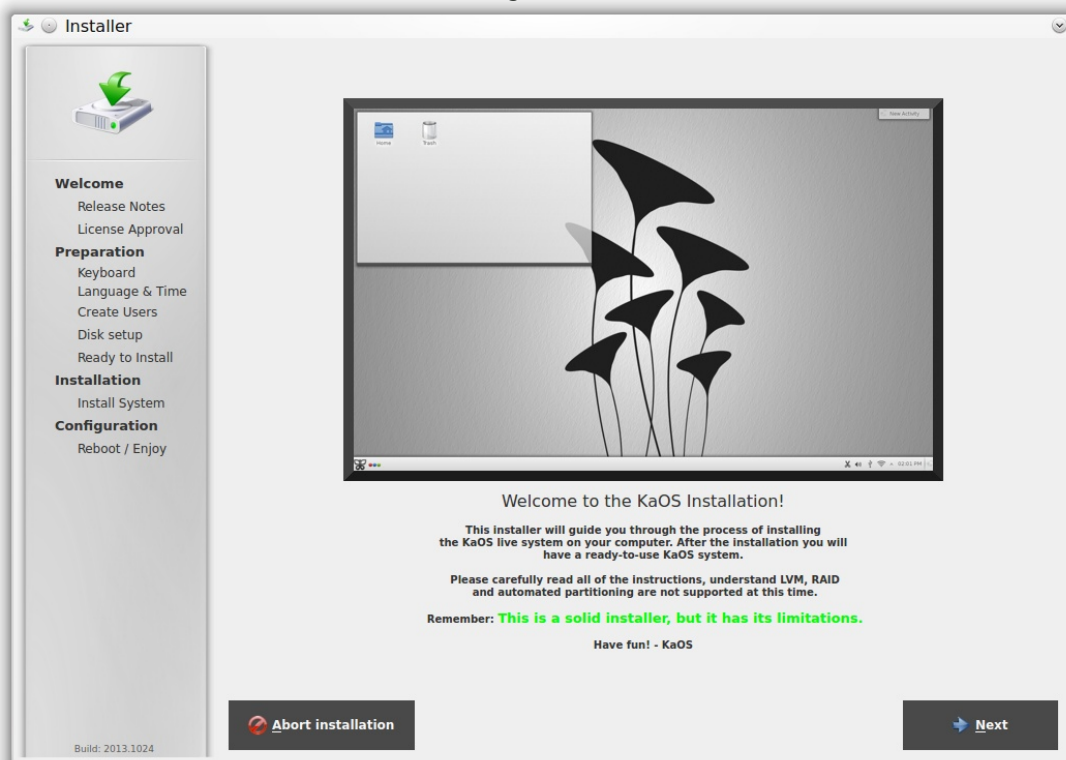 Installer
Welcome
Release Notes
License Approval
Preparation
Keyboard
Language & Time
Create Users
Disk setup
Ready to Install
Installation
Install System
Configuration
Reboot / Enjoy
Build: 2013.1024
New Activity
Home
Trash
02:01 PM
Welcome to the KaOS Installation!
This installer will guide you through the process of installing
the KaOS live system on your computer. After the installation you will
have a ready-to-use KaOS system.
Please carefully read all of the instructions, understand LVM, RAID
and automated partitioning are not supported at this time.
Remember: This is a solid installer, but it has its limitations.
Have fun! - KaOS
Abort installation
Next